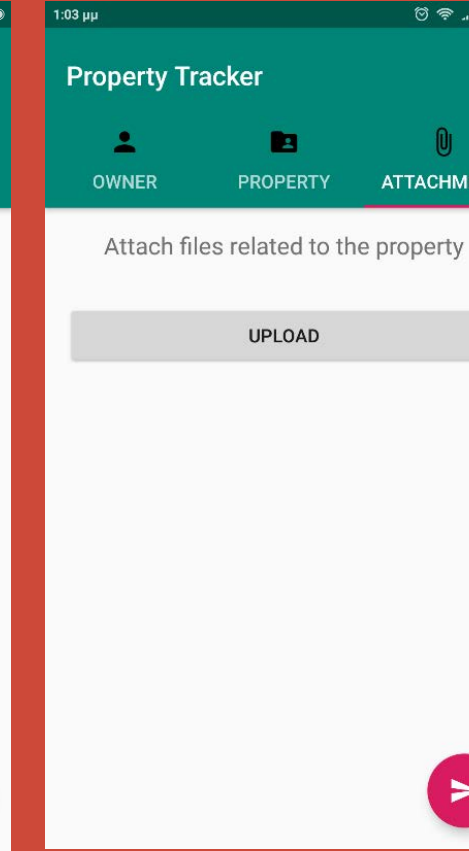 1:03 μμ
Property Tracker
OWNER PROPERTY ATTACHM
Attach files related to the property
UPLOAD